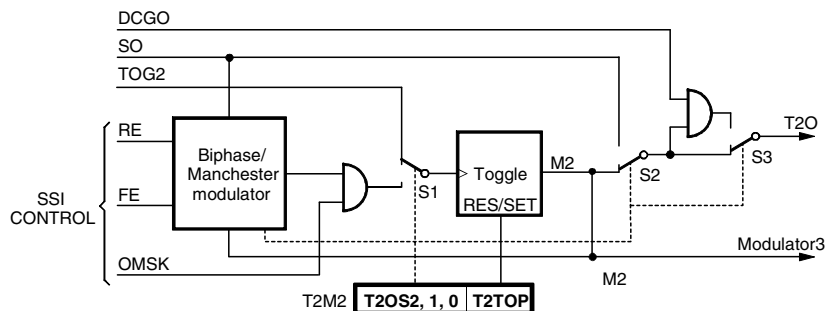 DCGO
SO
TOG2
RE
Biphase/
Manchester
modulator
FE
SSI
CONTROL
OMSK
S1
Toggle
RES/SET
M2
S2
S3
T2O
Modulator3
M2
T2M2
T2OS2, 1, 0
T2TOP